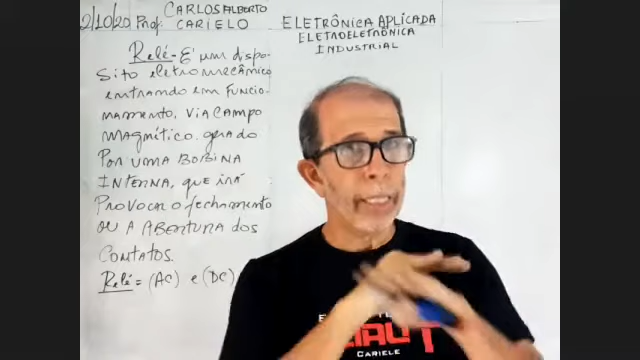 2/10/20 Prof. CARLOS ALBERTO CARIELO
ELETRÔNICA APLICADA
ELETROELETRÔNICA
INDUSTRIAL
Relé - É um dispo-
sito eletromecânico
entrando em funcio-
namento, via campo
magnético, gerado
Por uma BOBINA
INTERNA, que irá
Provocar o fechamento
ou A ABERTURA dos
CONTATOS.
Relé = (AC) e (DC)
CARIELE